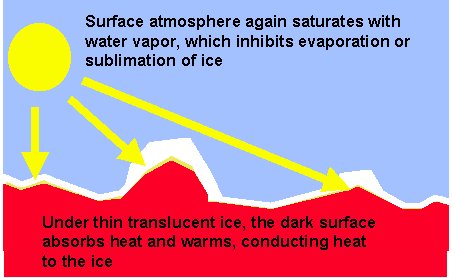 Surface atmosphere again saturates with
water vapor, which inhibits evaporation or
sublimation of ice
Under thin translucent ice, the dark surface
absorbs heat and warms, conducting heat
to the ice